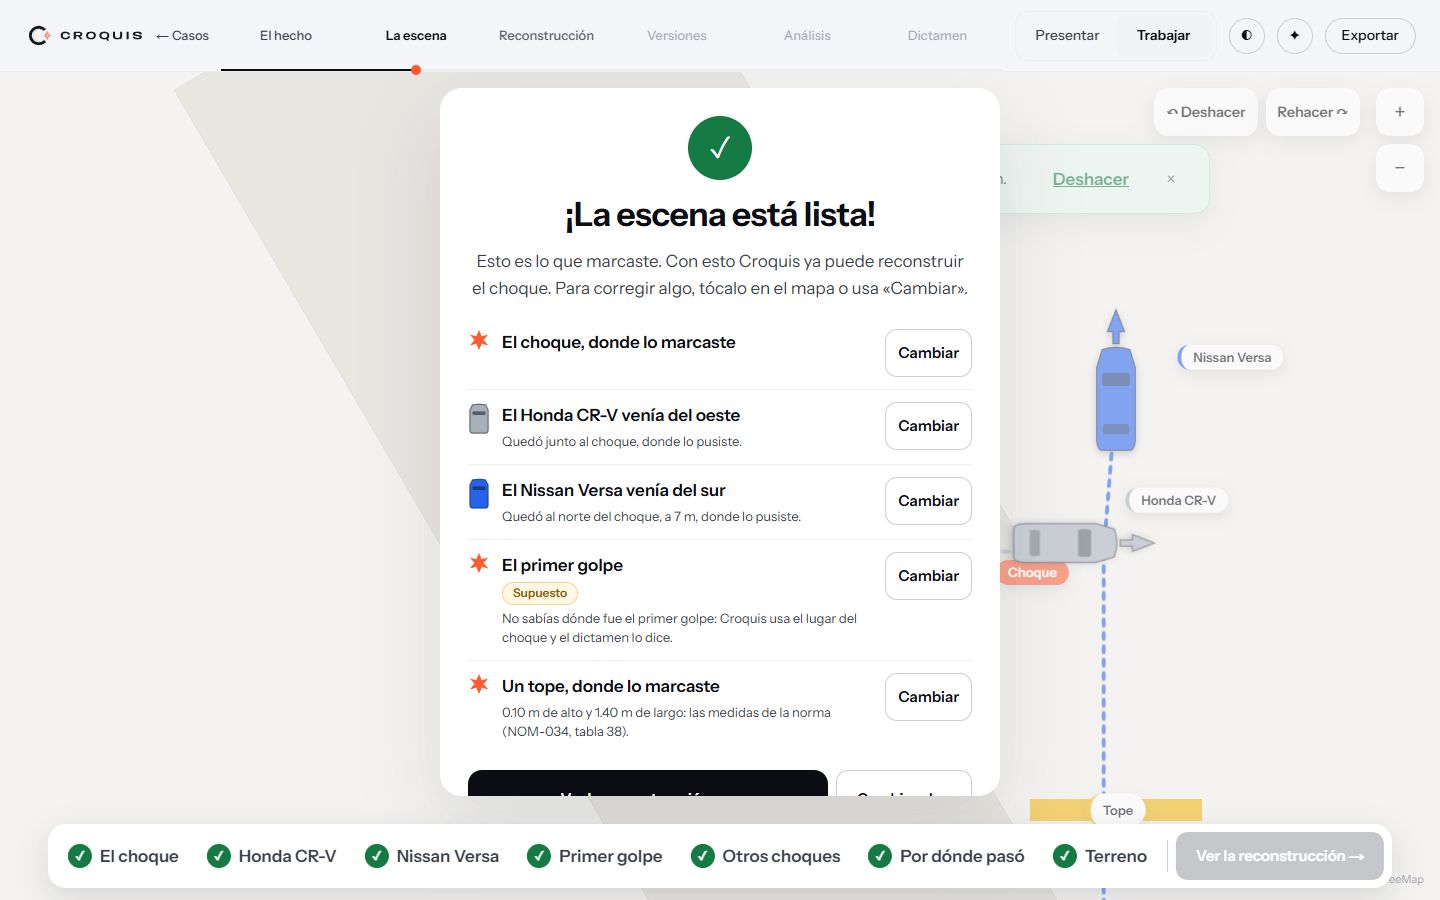 CROQUIS
← Casos
El hecho
La escena
Reconstrucción
Versiones
Análisis
Dictamen
Presentar
Trabajar
Exportar
Deshacer
Rehacer
+
Deshacer
×
−
¡La escena está lista!
Esto es lo que marcaste. Con esto Croquis ya puede reconstruir
el choque. Para corregir algo, tócalo en el mapa o usa «Cambiar».
El choque, donde lo marcaste
Cambiar
El Honda CR-V venía del oeste
Quedó junto al choque, donde lo pusiste.
Cambiar
El Nissan Versa venía del sur
Quedó al norte del choque, a 7 m, donde lo pusiste.
Cambiar
El primer golpe
Supuesto
No sabías dónde fue el primer golpe: Croquis usa el lugar del
choque y el dictamen lo dice.
Cambiar
Un tope, donde lo marcaste
0.10 m de alto y 1.40 m de largo: las medidas de la norma
(NOM-034, tabla 38).
Cambiar
Nissan Versa
Honda CR-V
Choque
Tope
El choque
Honda CR-V
Nissan Versa
Primer golpe
Otros choques
Por dónde pasó
Terreno
Ver la reconstrucción →